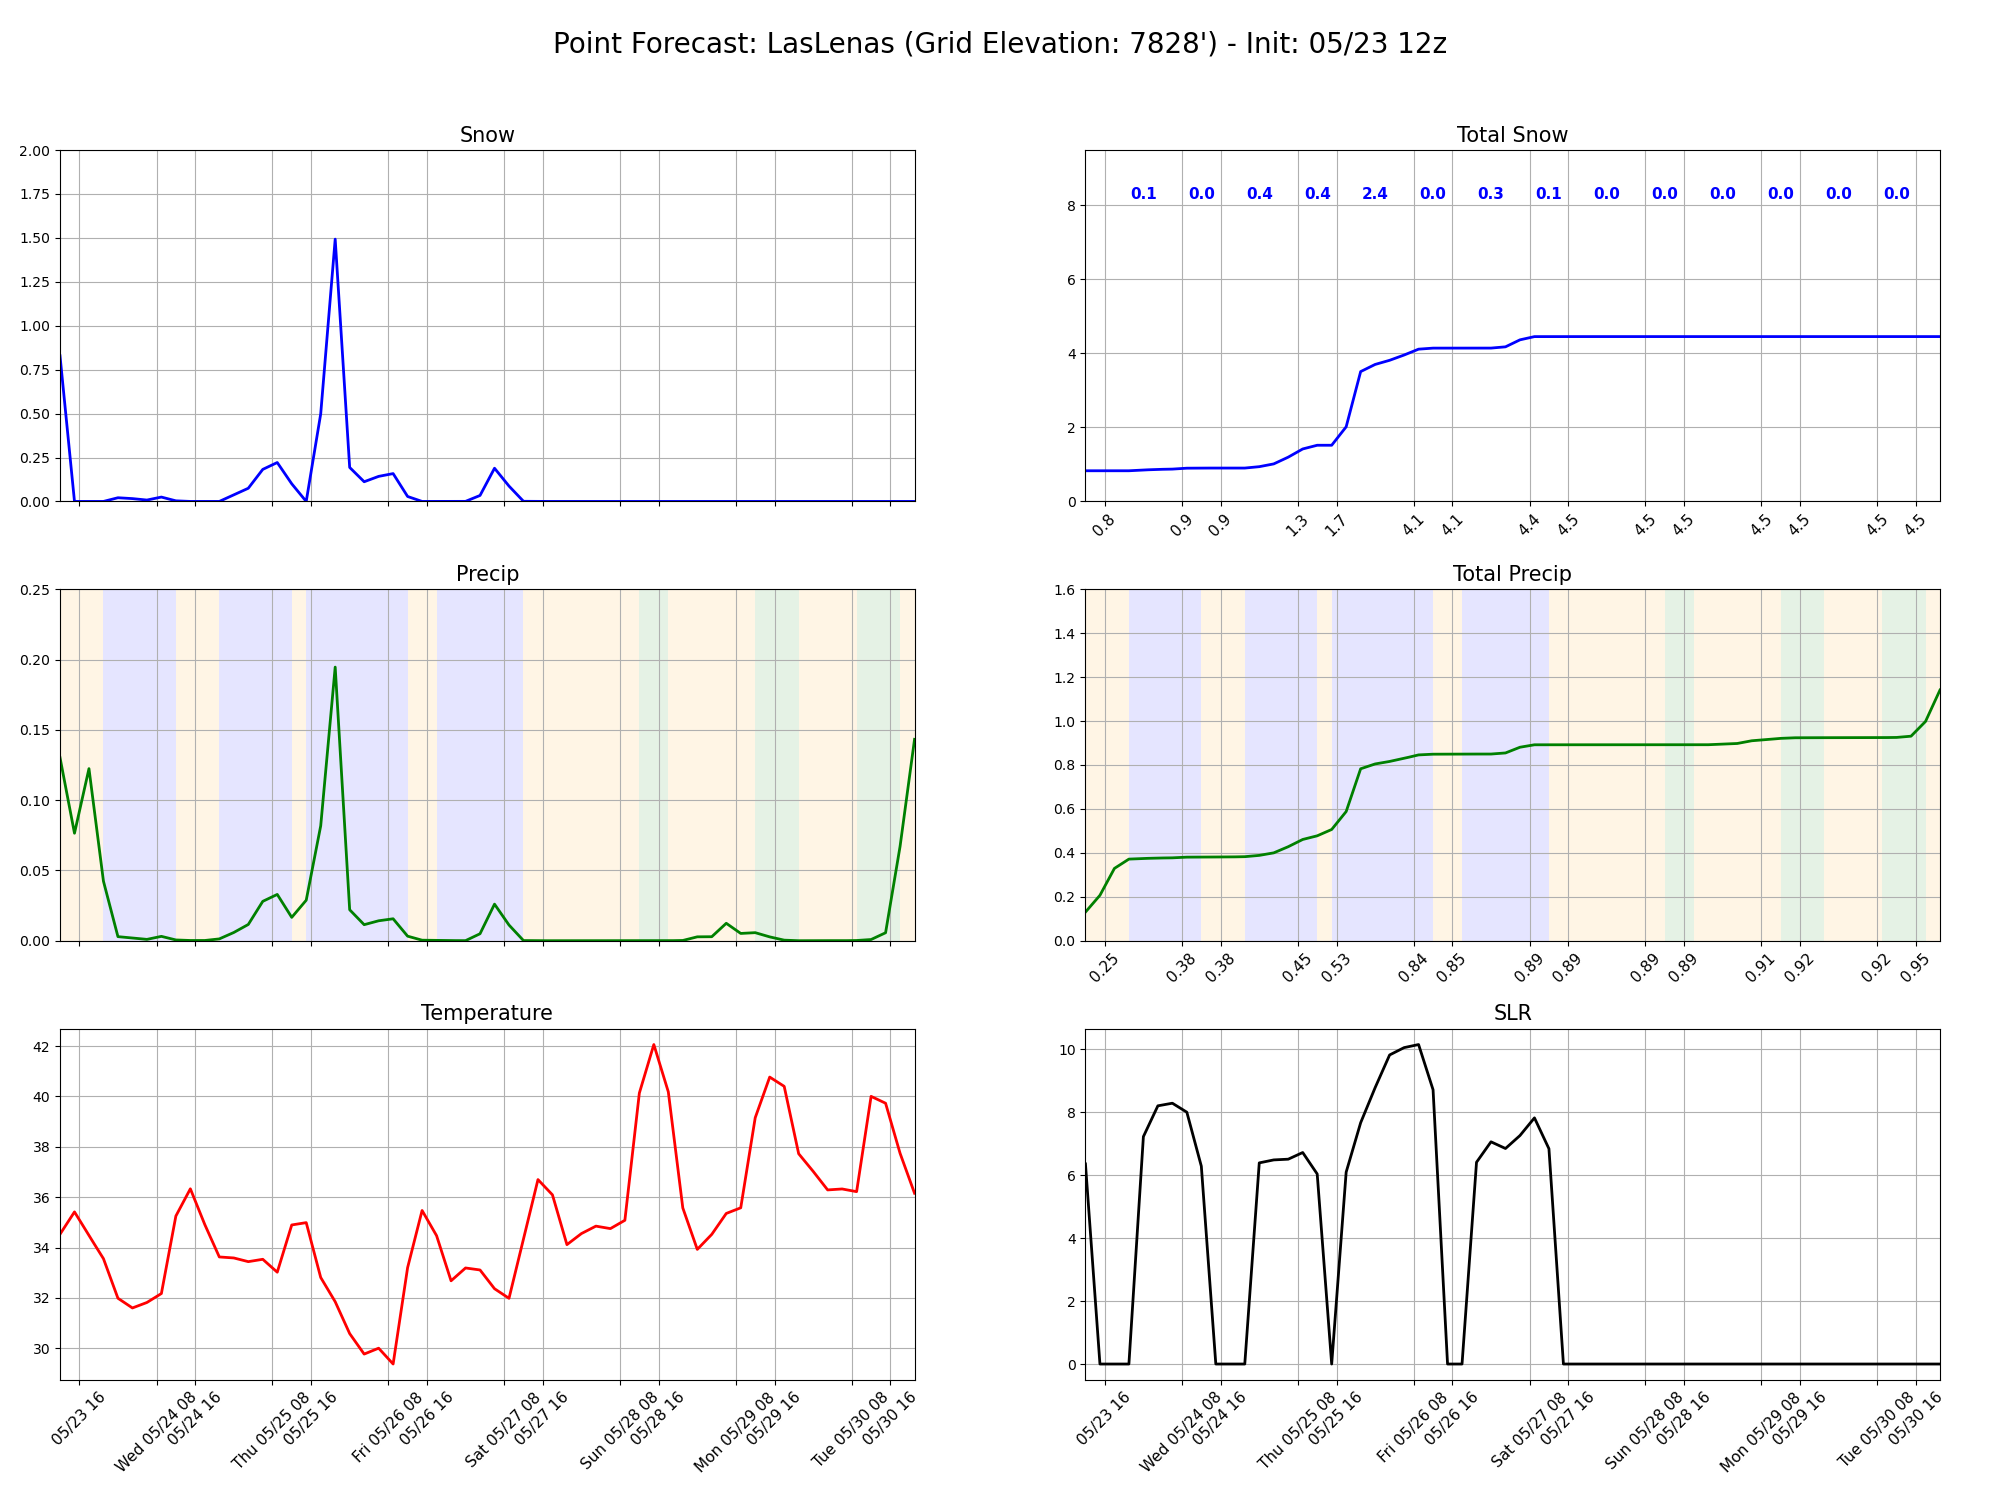 Point Forecast: LasLenas (Grid Elevation: 7828') - Init: 05/23 12z
Snow
2.00
1.75
1.50
1.25
1.00
0.75
0.50
0.25
0.00
Total Snow
8
6
4
2
0
0.1 0.0 0.4 0.4 2.4 0.0 0.3 0.1 0.0 0.0 0.0 0.0 0.0 0.0
0.8 0.9 0.9 1.3 1.7 4.1 4.1 4.4 4.5 4.5 4.5 4.5 4.5 4.5 4.5
Precip
0.25
0.20
0.15
0.10
0.05
0.00
Total Precip
1.6
1.4
1.2
1.0
0.8
0.6
0.4
0.2
0.0
0.25 0.38 0.38 0.45 0.53 0.84 0.85 0.89 0.89 0.89 0.89 0.91 0.92 0.92 0.95
Temperature
42
40
38
36
34
32
30
05/23 16
Wed 05/24 08
05/24 16
Thu 05/25 08
05/25 16
Fri 05/26 08
05/26 16
Sat 05/27 08
05/27 16
Sun 05/28 08
05/28 16
Mon 05/29 08
05/29 16
Tue 05/30 08
05/30 16
SLR
10
8
6
4
2
0
05/23 16
Wed 05/24 08
05/24 16
Thu 05/25 08
05/25 16
Fri 05/26 08
05/26 16
Sat 05/27 08
05/27 16
Sun 05/28 08
05/28 16
Mon 05/29 08
05/29 16
Tue 05/30 08
05/30 16